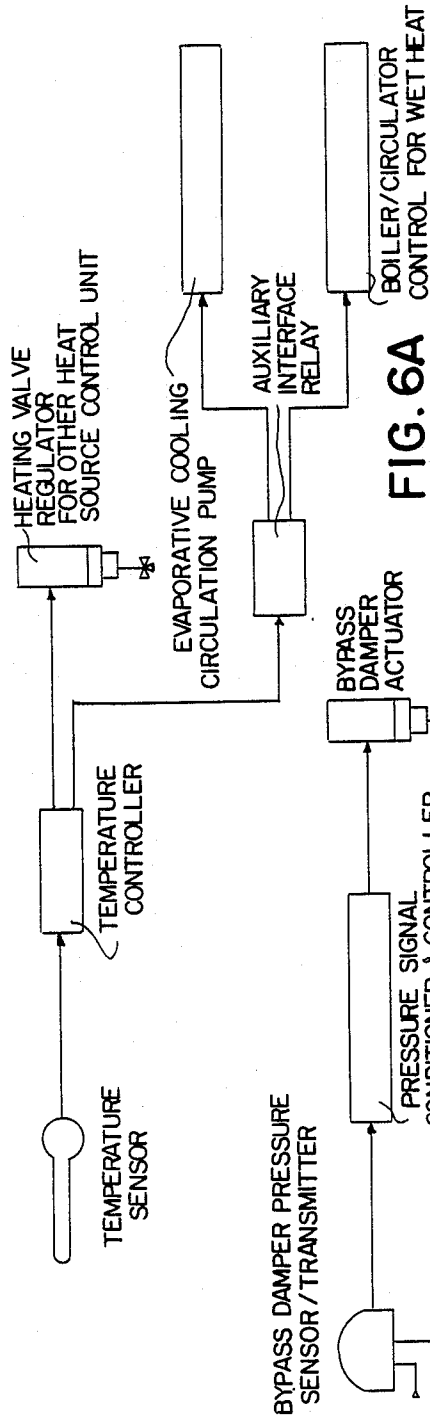 HEATING VALVE
REGULATOR
FOR OTHER HEAT
SOURCE CONTROL UNIT
TEMPERATURE
SENSOR
TEMPERATURE
CONTROLLER
EVAPORATIVE COOLING
CIRCULATION PUMP
AUXILIARY
INTERFACE
RELAY
BOILER/CIRCULATOR
CONTROL FOR WET HEAT
FIG. 6A
BYPASS DAMPER PRESSURE
SENSOR/TRANSMITTER
PRESSURE SIGNAL
CONDITIONER & CONTROLLER
BYPASS
DAMPER
ACTUATOR